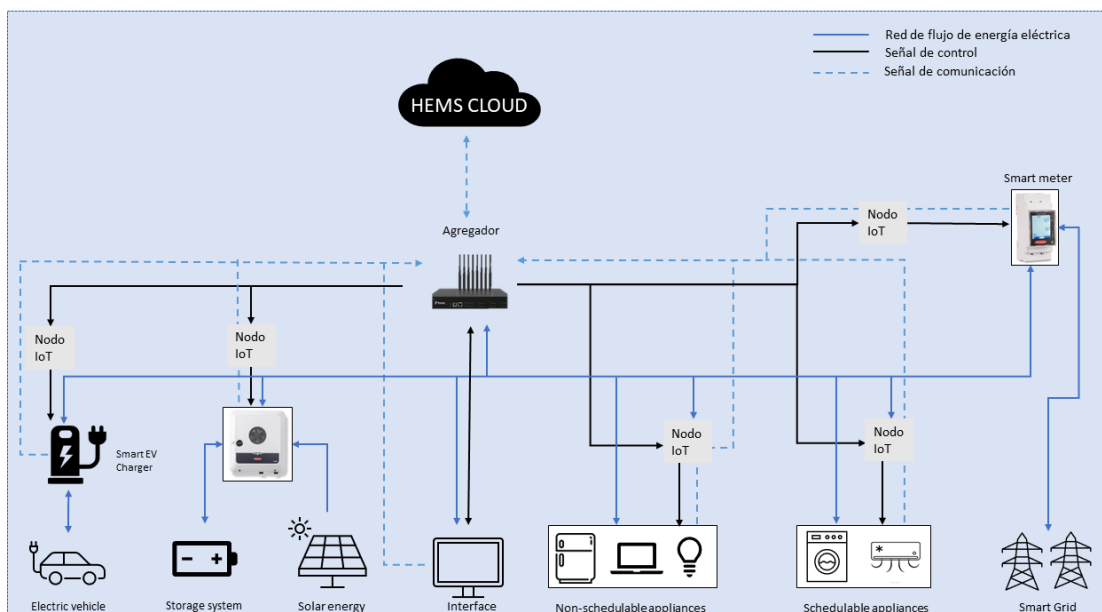 Red de flujo de energía eléctrica
Señal de control
Señal de comunicación
HEMS CLOUD
Smart meter
Agregador
Nodo
IoT
Nodo
IoT
Nodo
IoT
Smart EV
Charger
Nodo
IoT
Nodo
IoT
Electric vehicle
Storage system
Solar energy
Interface
Non-schedulable appliances
Schedulable appliances
Smart Grid